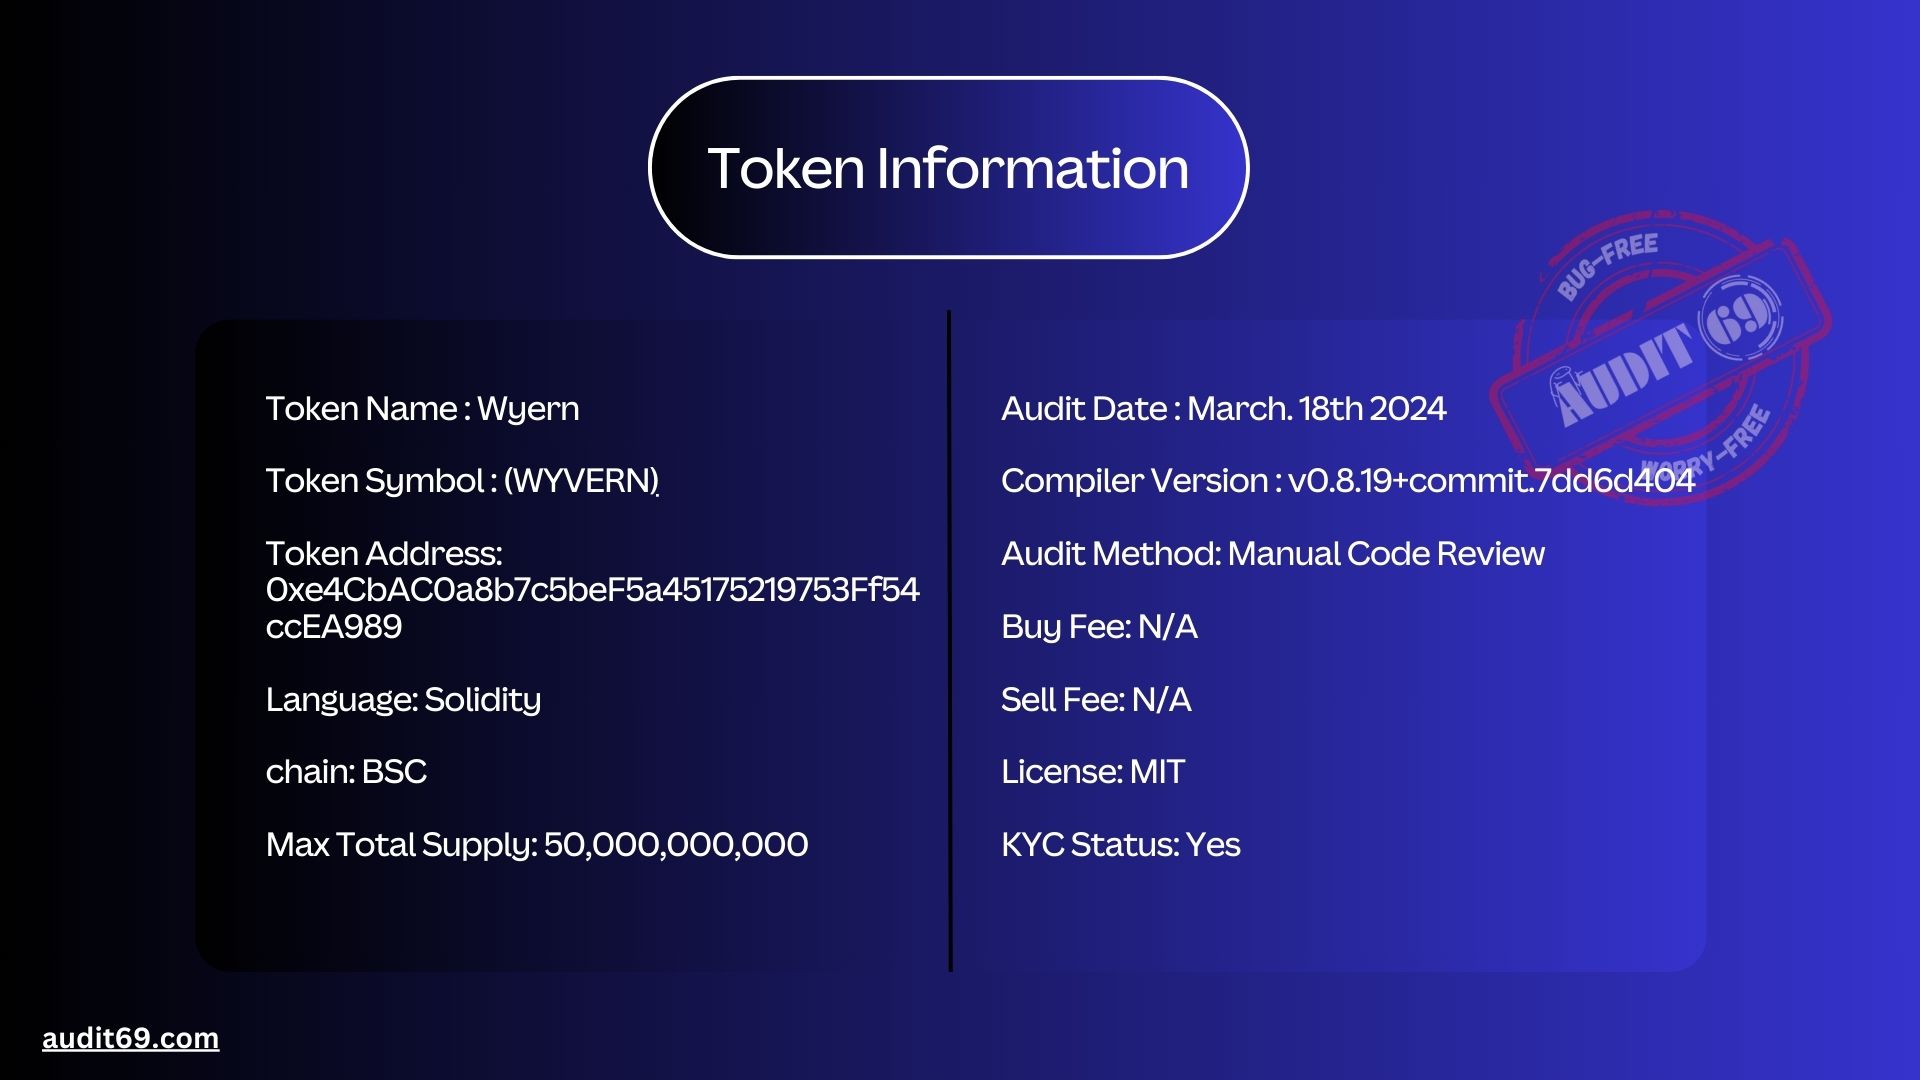 Token Information
BUG-FREE
AUDIT 69
WORRY-FREE
Token Name : Wyern
Token Symbol : (WYVERN)
Token Address:
0xe4CbAC0a8b7c5beF5a45175219753Ff54
ccEA989
Language: Solidity
chain: BSC
Max Total Supply: 50,000,000,000
Audit Date : March. 18th 2024
Compiler Version : v0.8.19+commit.7dd6d404
Audit Method: Manual Code Review
Buy Fee: N/A
Sell Fee: N/A
License: MIT
KYC Status: Yes
audit69.com